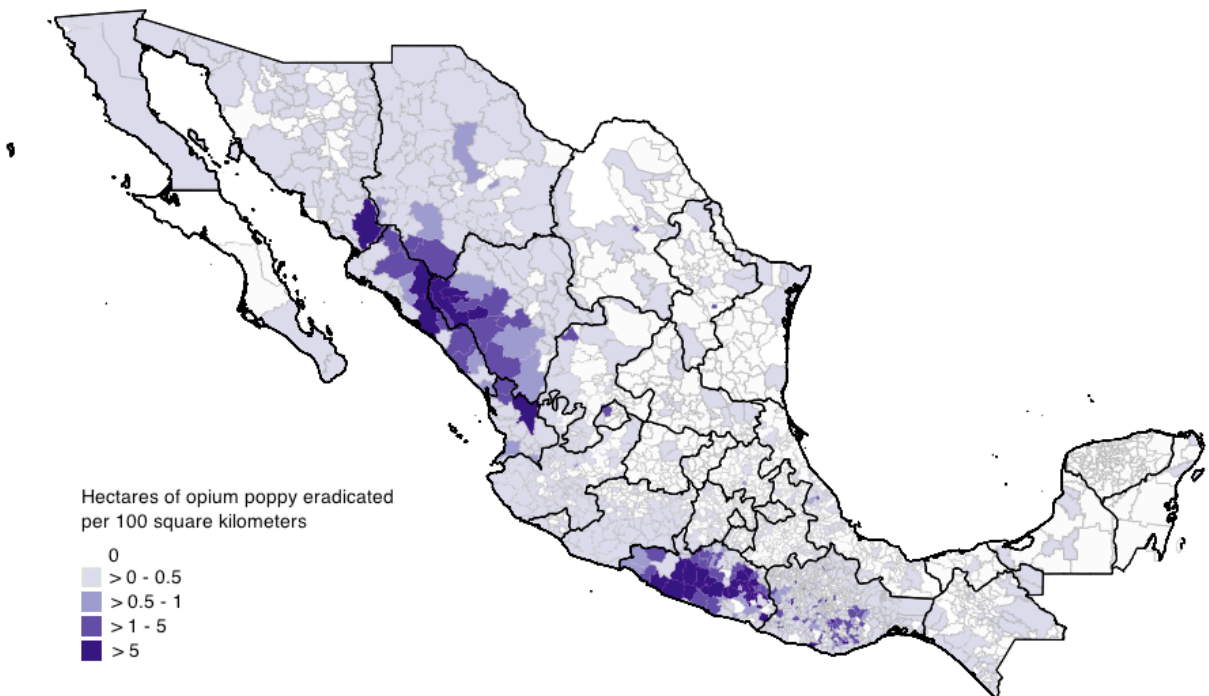 Hectares of opium poppy eradicated
per 100 square kilometers
0
> 0 - 0.5
> 0.5 - 1
> 1 - 5
> 5